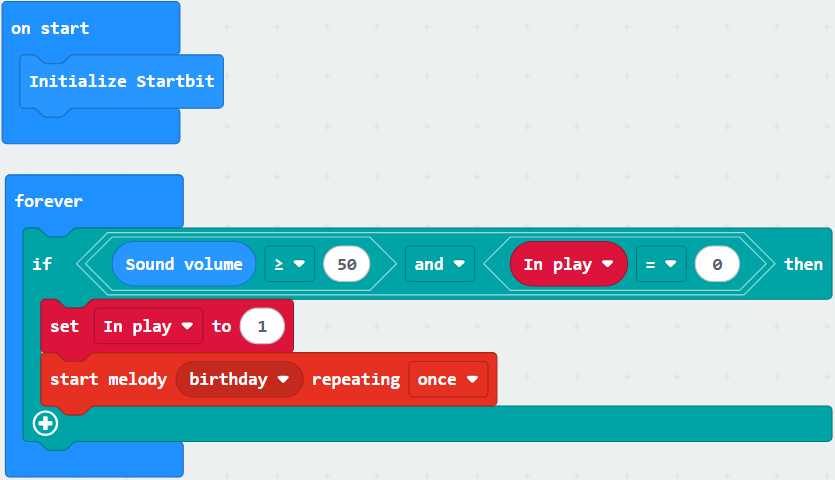 on start
Initialize Startbit
forever
if Sound volume ≥ 50 and In play = 0 then
set In play to 1
start melody birthday repeating once